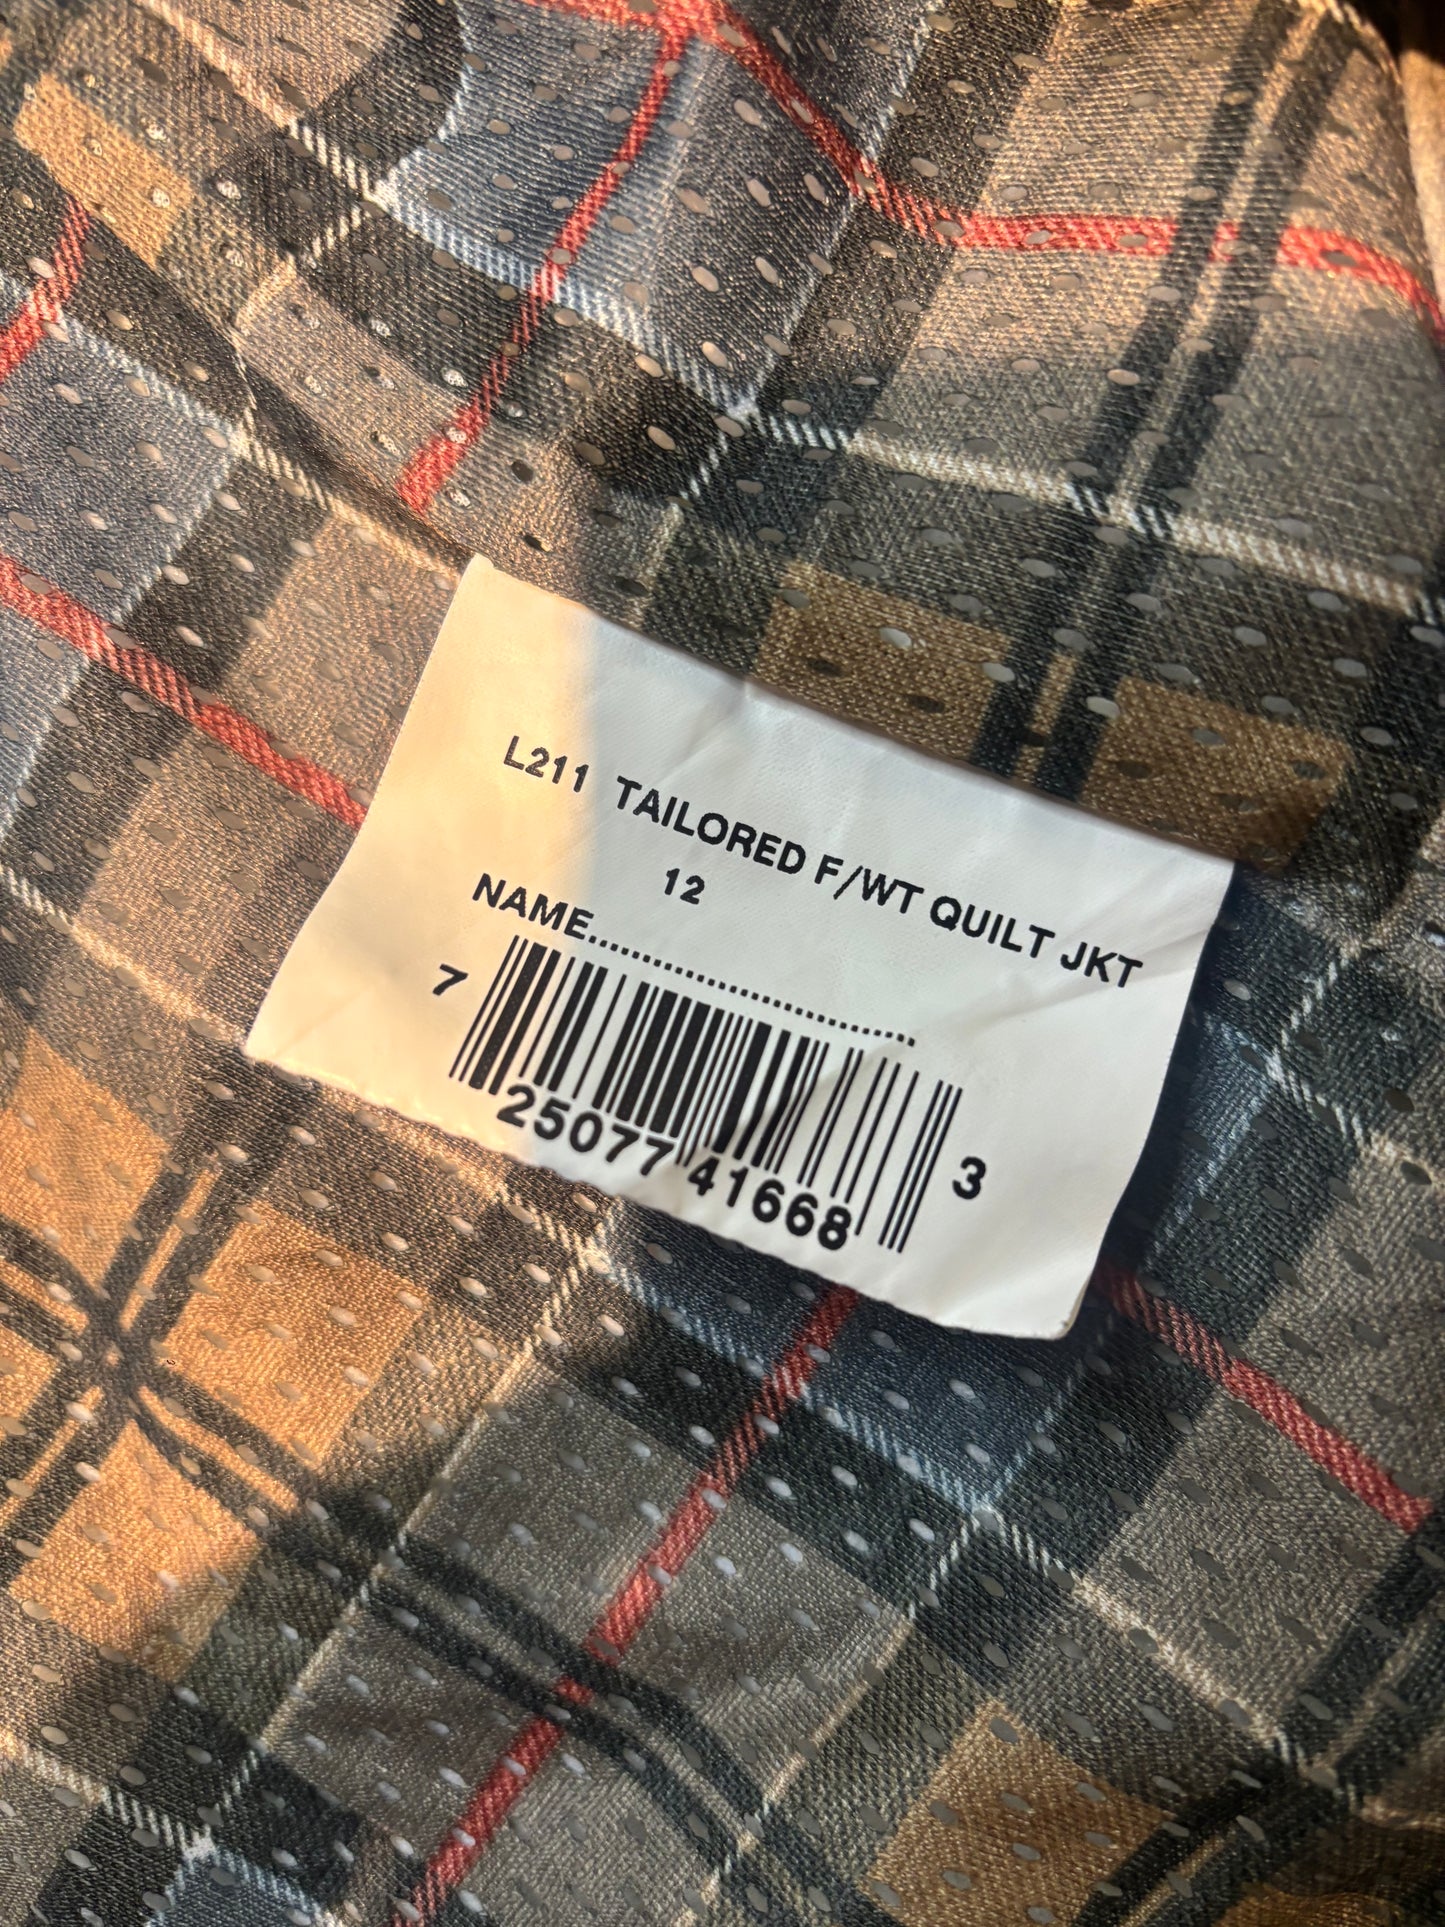 L211 TAILORED F/WT QUILT JKT
12
NAME...........................................
7 25077 41668 3